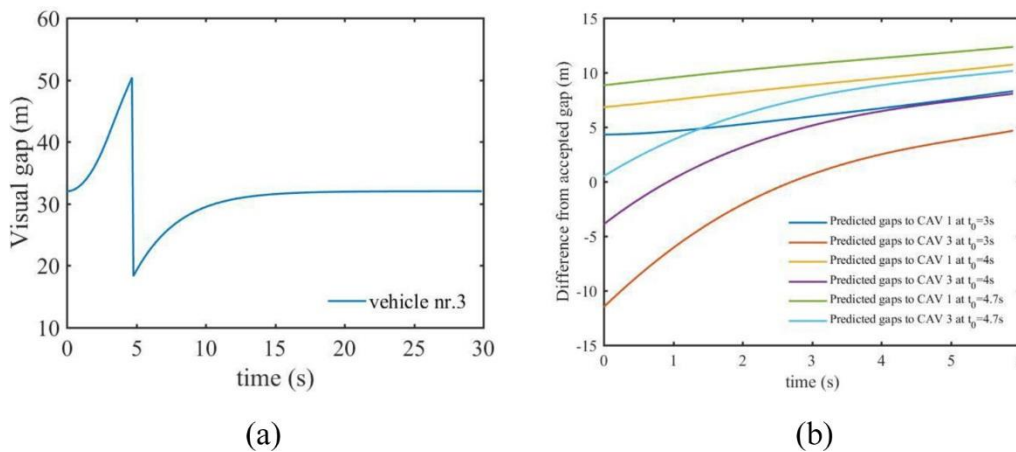 60
50
40
30
20
10
Visual gap (m)
vehicle nr.3
0 5 10 15 20 25 30
time (s)
(a)
15
10
5
0
-5
-10
-15
Difference from accepted gap (m)
Predicted gaps to CAV 1 at t0=3s
Predicted gaps to CAV 3 at t0=3s
Predicted gaps to CAV 1 at t0=4s
Predicted gaps to CAV 3 at t0=4s
Predicted gaps to CAV 1 at t0=4.7s
Predicted gaps to CAV 3 at t0=4.7s
0 1 2 3 4 5
time (s)
(b)